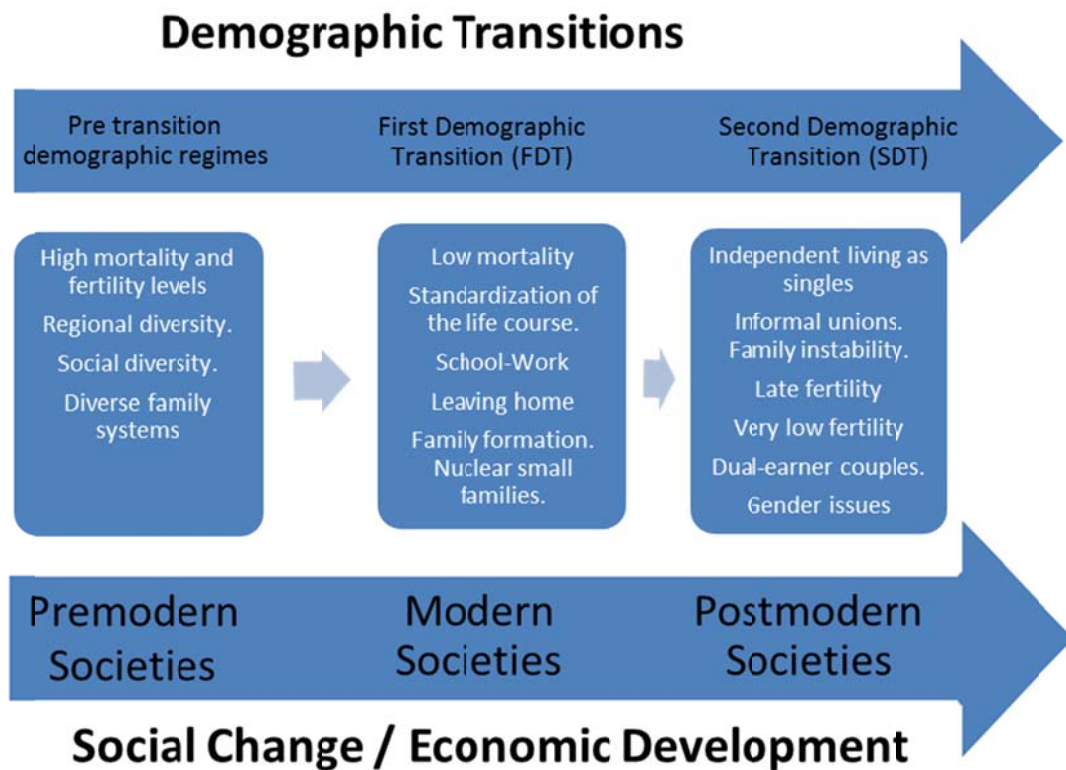 Demographic Transitions
Pre transition
demographic regimes
First Demographic
Transition (FDT)
Second Demographic
Transition (SDT)
High mortality and
fertility levels
Regional diversity.
Social diversity.
Diverse family
systems
Low mortality
Standardization of
the life course.
School-Work
Leaving home
Family formation.
Nuclear small
families.
Independent living as
singles
Informal unions.
Family instability.
Late fertility
Very low fertility
Dual-earner couples.
Gender issues
Premodern
Societies
Modern
Societies
Postmodern
Societies
Social Change / Economic Development